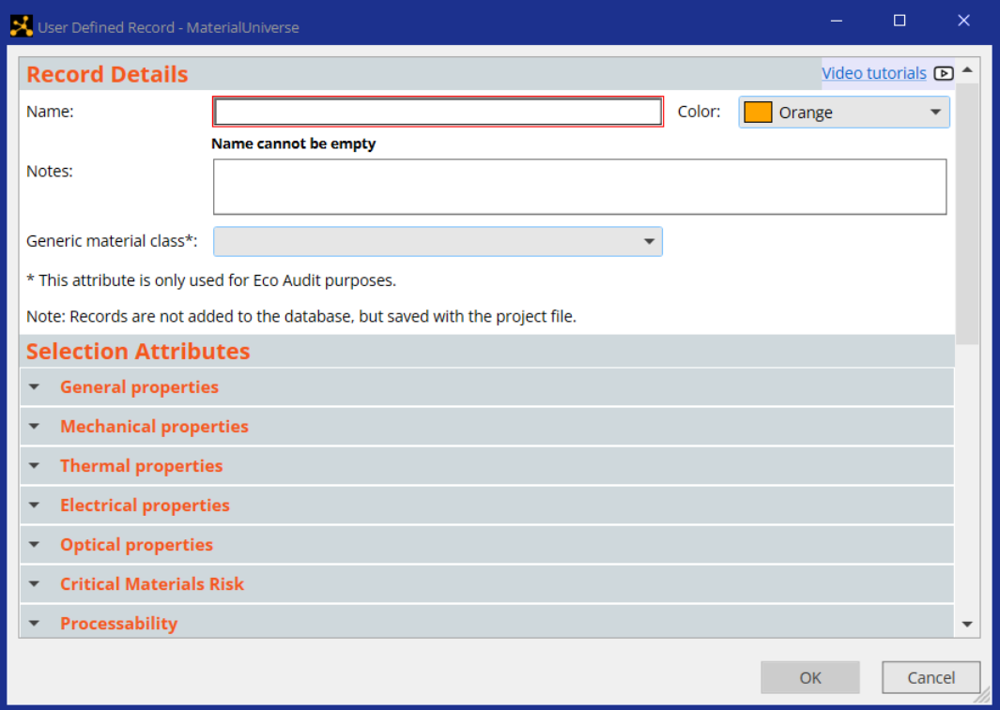 User Defined Record - MaterialUniverse
Record Details
Video tutorials
Name:
Color:
Orange
Name cannot be empty
Notes:
Generic material class*:
* This attribute is only used for Eco Audit purposes.
Note: Records are not added to the database, but saved with the project file.
Selection Attributes
General properties
Mechanical properties
Thermal properties
Electrical properties
Optical properties
Critical Materials Risk
Processability
OK
Cancel